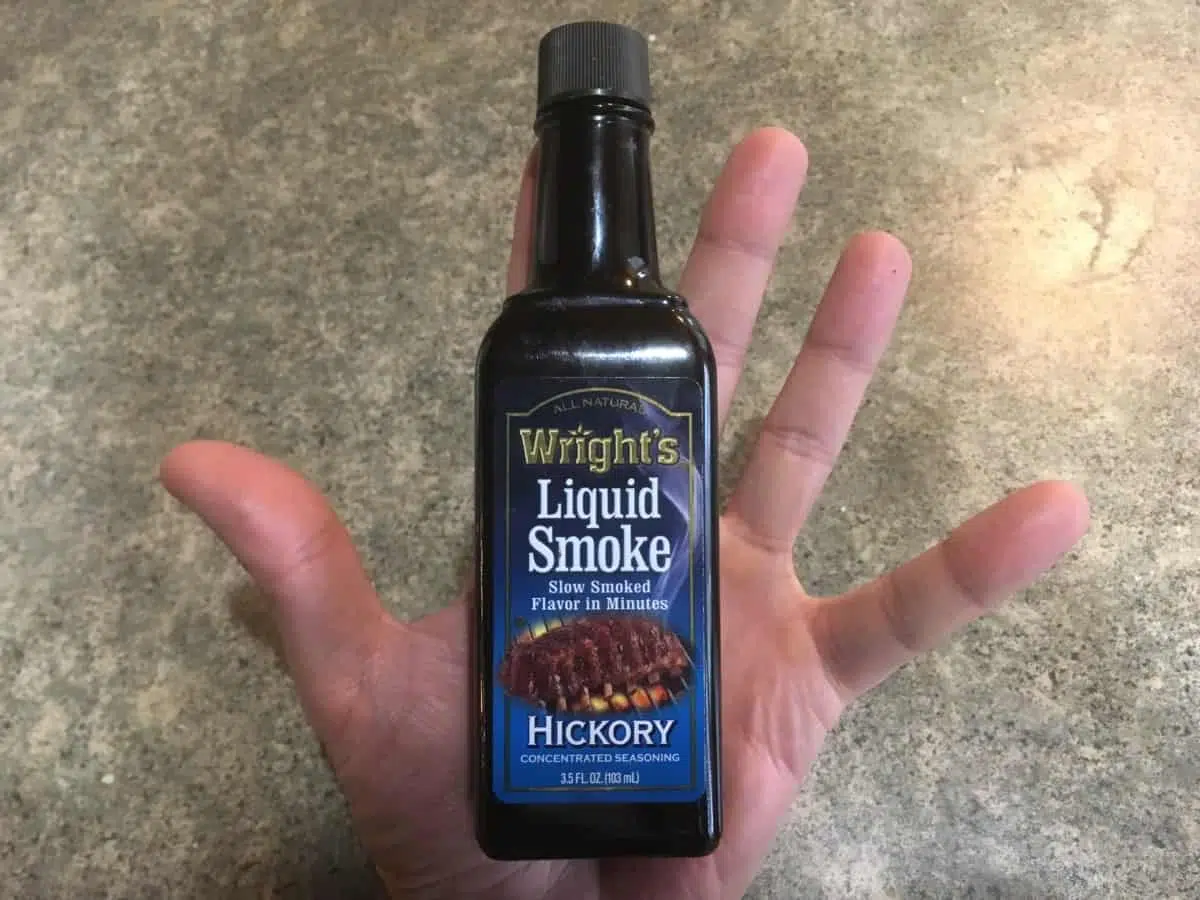 ALL NATURAL
Wright's
Liquid
Smoke
Slow Smoked
Flavor in Minutes
HICKORY
CONCENTRATED SEASONING
3.5 FL. OZ. (103 mL)